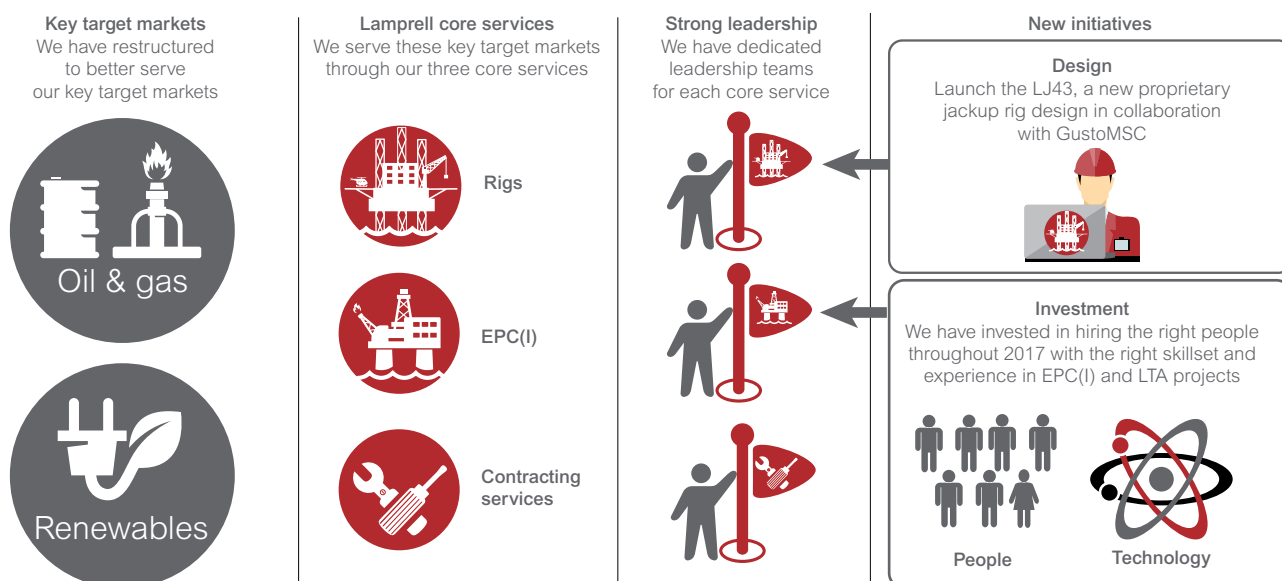 Key target markets
We have restructured
to better serve
our key target markets
Oil & gas
Renewables
Lamprell core services
We serve these key target markets
through our three core services
Rigs
EPC(I)
Contracting
services
Strong leadership
We have dedicated
leadership teams
for each core service
New initiatives
Design
Launch the LJ43, a new proprietary
jackup rig design in collaboration
with GustoMSC
Investment
We have invested in hiring the right people
throughout 2017 with the right skillset and
experience in EPC(I) and LTA projects
People
Technology